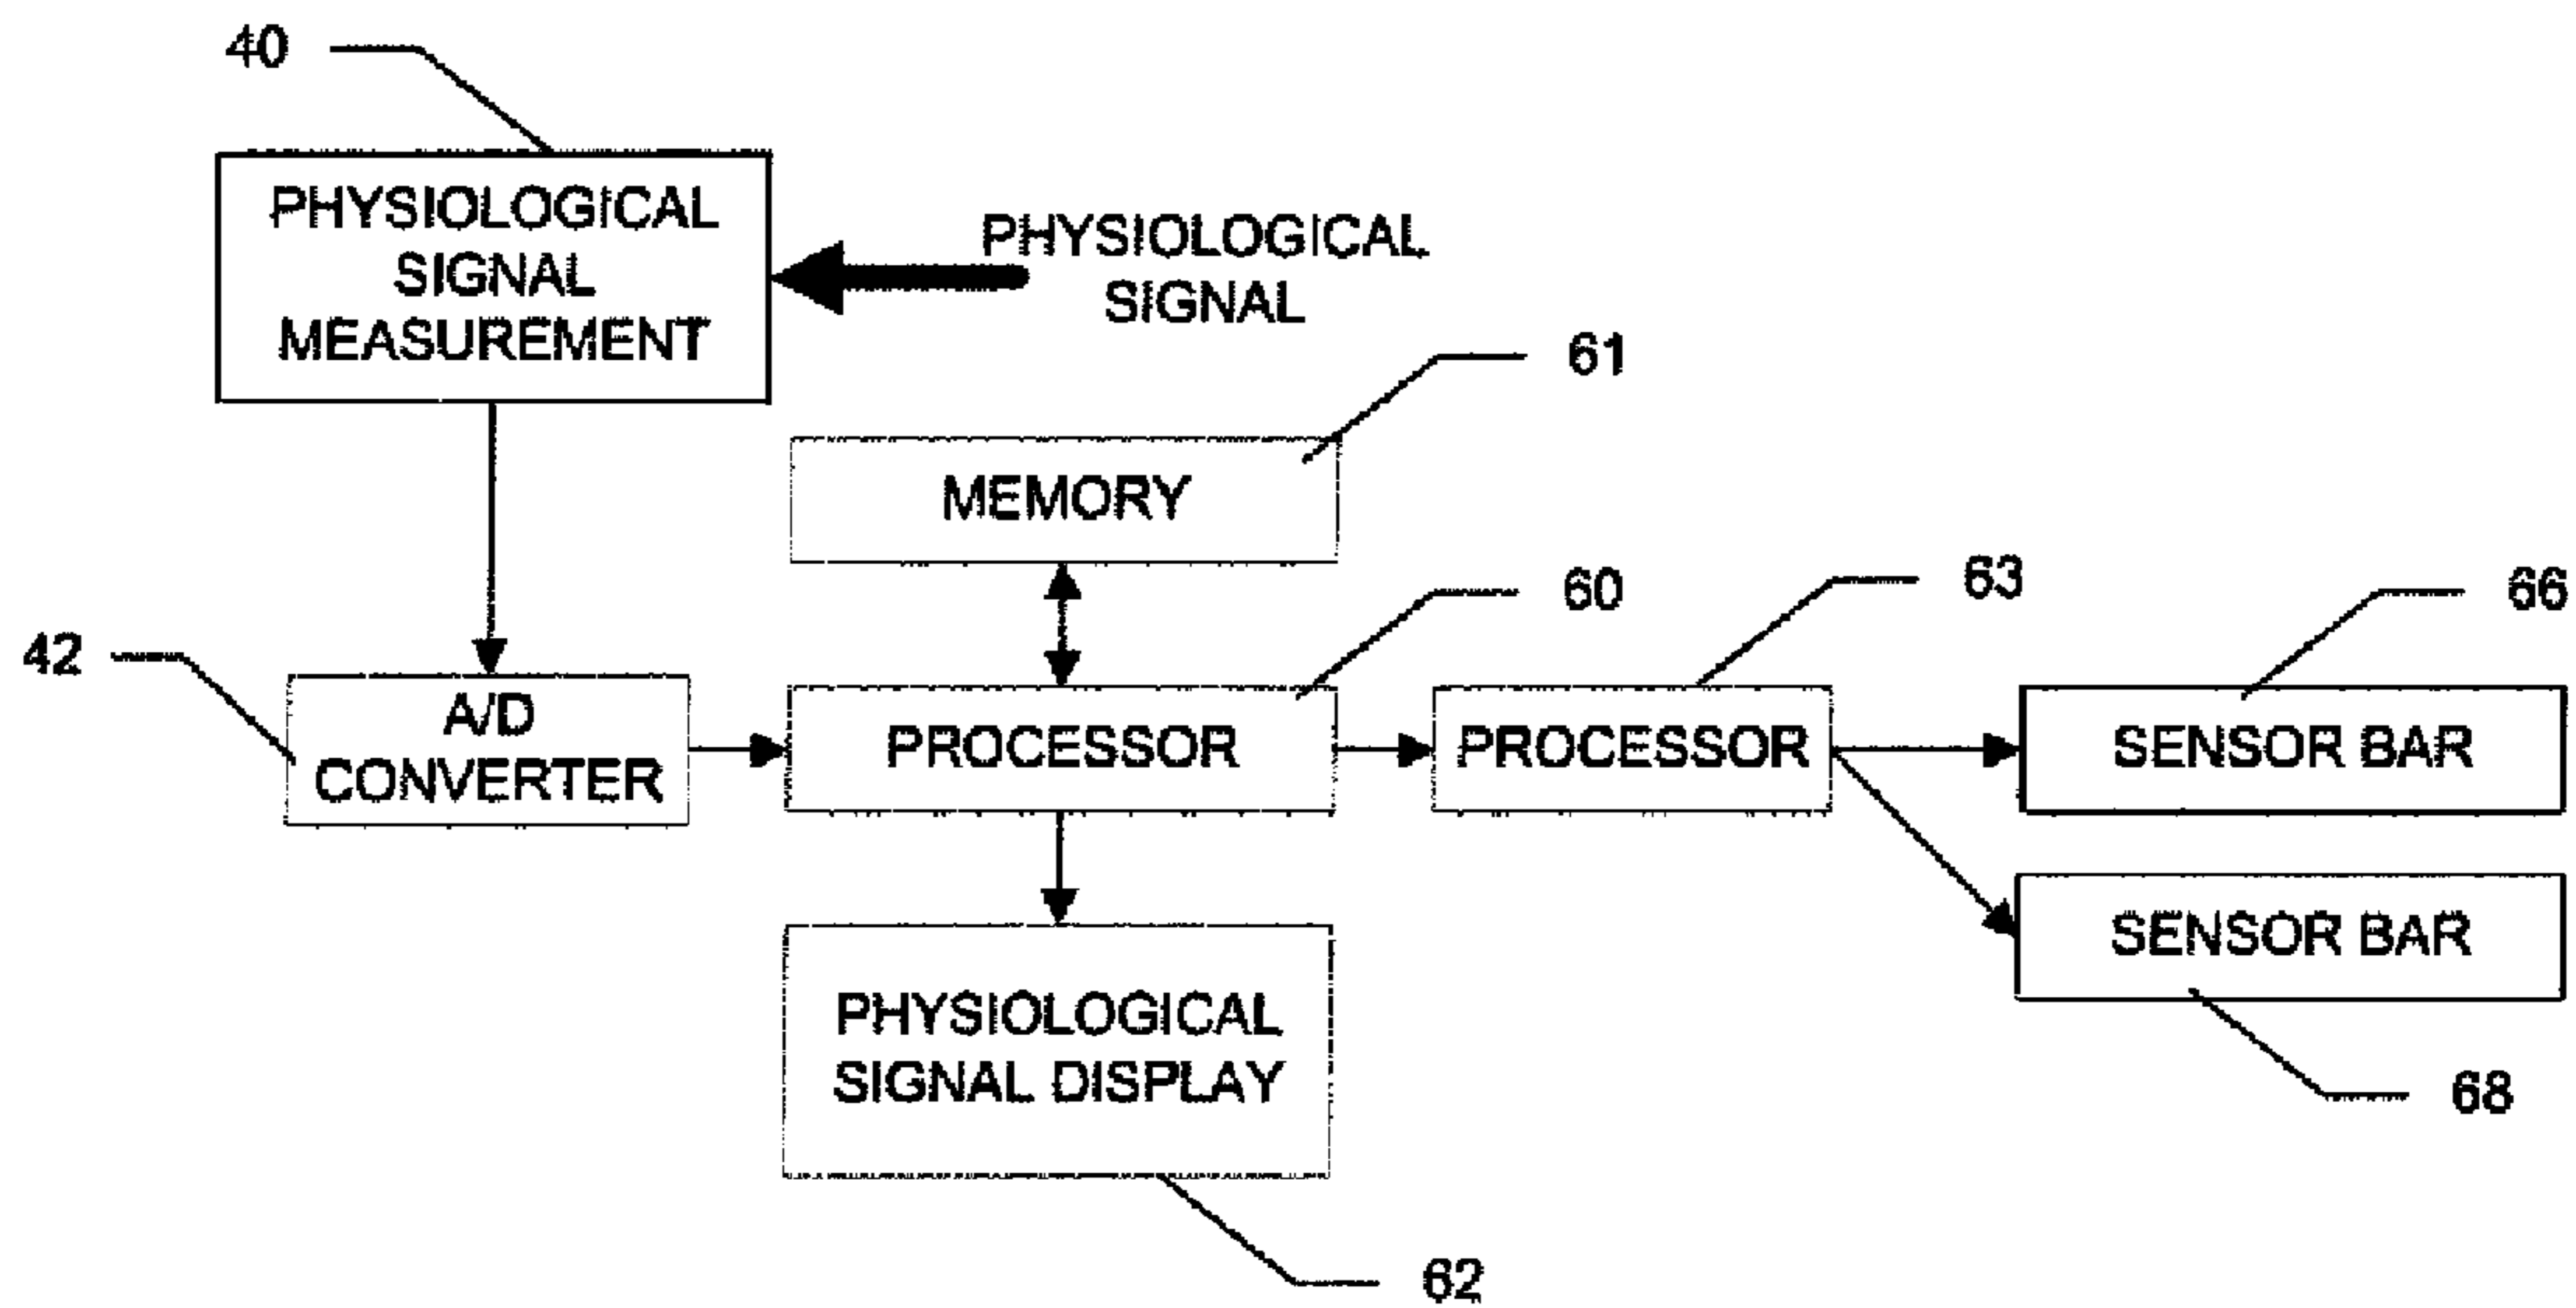 40
PHYSIOLOGICAL
SIGNAL
MEASUREMENT
PHYSIOLOGICAL
SIGNAL
61
MEMORY
60
63
66
42
A/D
CONVERTER
PROCESSOR
PROCESSOR
SENSOR BAR
SENSOR BAR
68
PHYSIOLOGICAL
SIGNAL DISPLAY
62